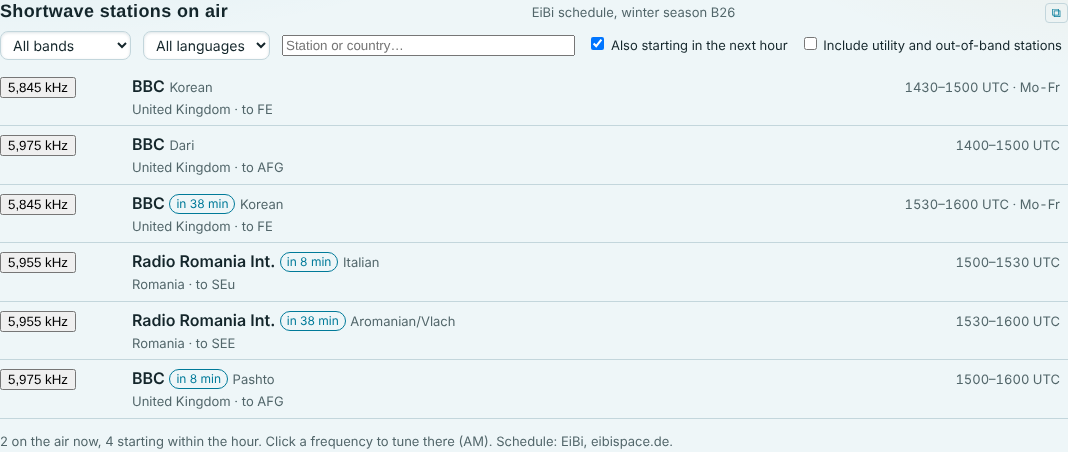 Shortwave stations on air
EiBi schedule, winter season B26
All bands All languages Station or country… Also starting in the next hour Include utility and out-of-band stations
5,845 kHz BBC Korean 1430–1500 UTC · Mo-Fr
United Kingdom · to FE
5,975 kHz BBC Dari 1400–1500 UTC
United Kingdom · to AFG
5,845 kHz BBC in 38 min Korean 1530–1600 UTC · Mo-Fr
United Kingdom · to FE
5,955 kHz Radio Romania Int. in 8 min Italian 1500–1530 UTC
Romania · to SEu
5,955 kHz Radio Romania Int. in 38 min Aromanian/Vlach 1530–1600 UTC
Romania · to SEE
5,975 kHz BBC in 8 min Pashto 1500–1600 UTC
United Kingdom · to AFG
2 on the air now, 4 starting within the hour. Click a frequency to tune there (AM). Schedule: EiBi, eibispace.de.